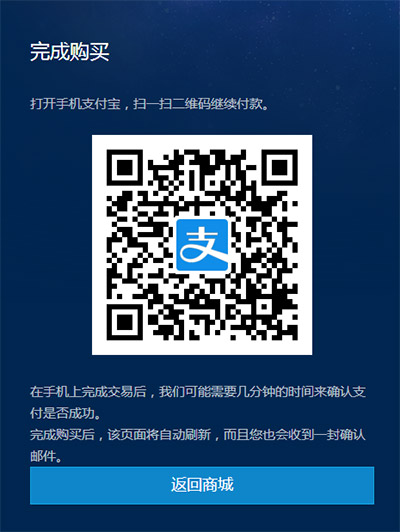 完成购买
打开手机支付宝，扫一扫二维码继续付款。
支
在手机上完成交易后，我们可能需要几分钟的时间来确认支
付是否成功。
完成购买后，该页面将自动刷新，而且您也会收到一封确认
邮件。
返回商城